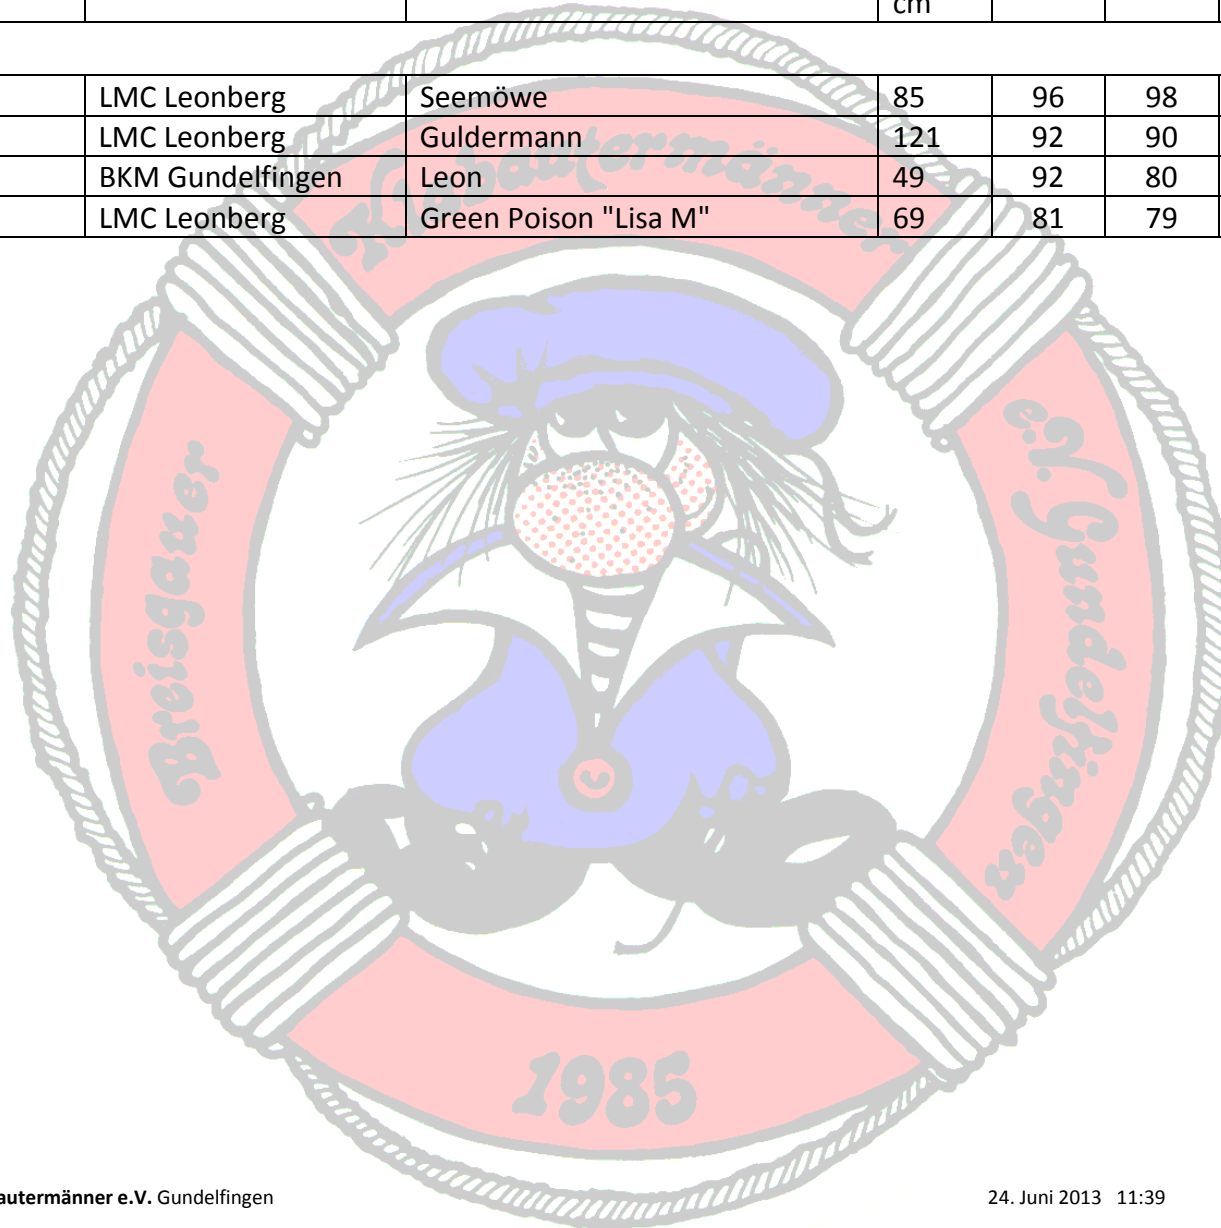 cm
LMC Leonberg Seemöwe 85 96 98
LMC Leonberg Guldermann 121 92 90
BKM Gundelfingen Leon 49 92 80
LMC Leonberg Green Poison "Lisa M" 69 81 79
Klabautermänner
Breisgauer
e.V. Gundelfingen
1985
autermänner e.V. Gundelfingen 24. Juni 2013 11:39